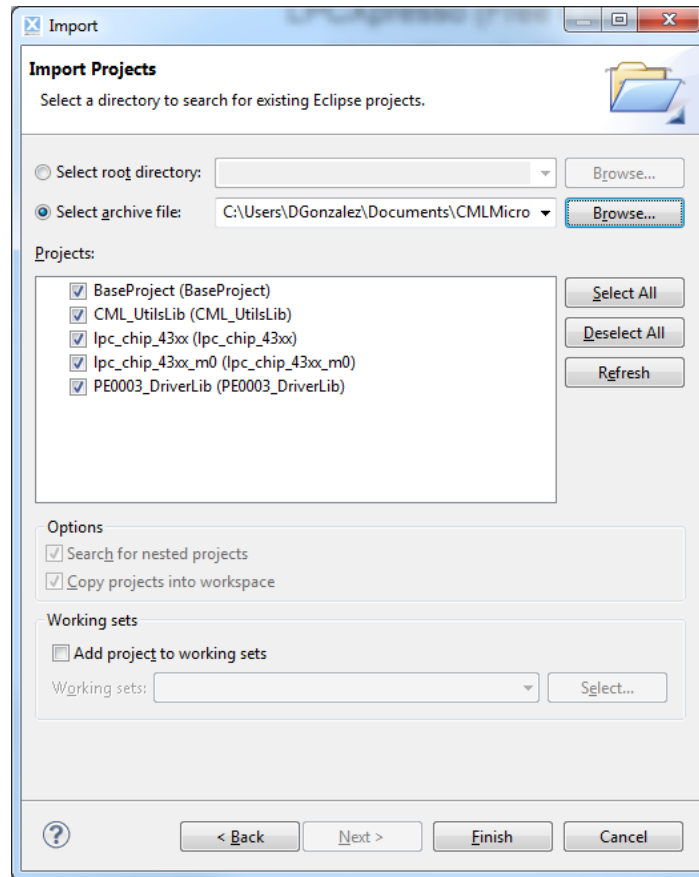 Import
Import Projects
Select a directory to search for existing Eclipse projects.
Select root directory: Browse...
Select archive file: C:\Users\DGonzalez\Documents\CMLMicro Browse...
Projects:
BaseProject (BaseProject)
CML_UtilsLib (CML_UtilsLib)
lpc_chip_43xx (lpc_chip_43xx)
lpc_chip_43xx_m0 (lpc_chip_43xx_m0)
PE0003_DriverLib (PE0003_DriverLib)
Select All
Deselect All
Refresh
Options
Search for nested projects
Copy projects into workspace
Working sets
Add project to working sets
Working sets: Select...
? < Back Next > Finish Cancel